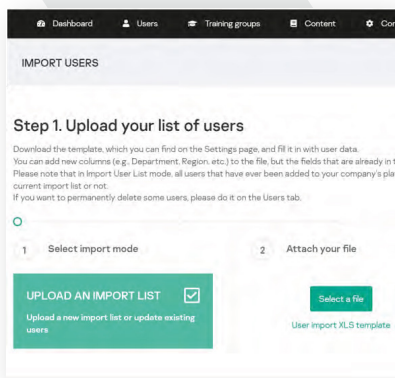 Dashboard Users Training groups Content Con
IMPORT USERS
Step 1. Upload your list of users
Download the template, which you can find on the Settings page, and fill it in with user data.
You can add new columns (e.g., Department, Region, etc.) to the file, but the fields that are already in t
Please note that in Import User List mode, all users that have ever been added to your company's pla
current import list or not.
If you want to permanently delate some users, please do it on the Users tab.
1 Select import mode 2 Attach your file
UPLOAD AN IMPORT LIST
Upload a new import list or update existing
users
Select a file
User import XLS template